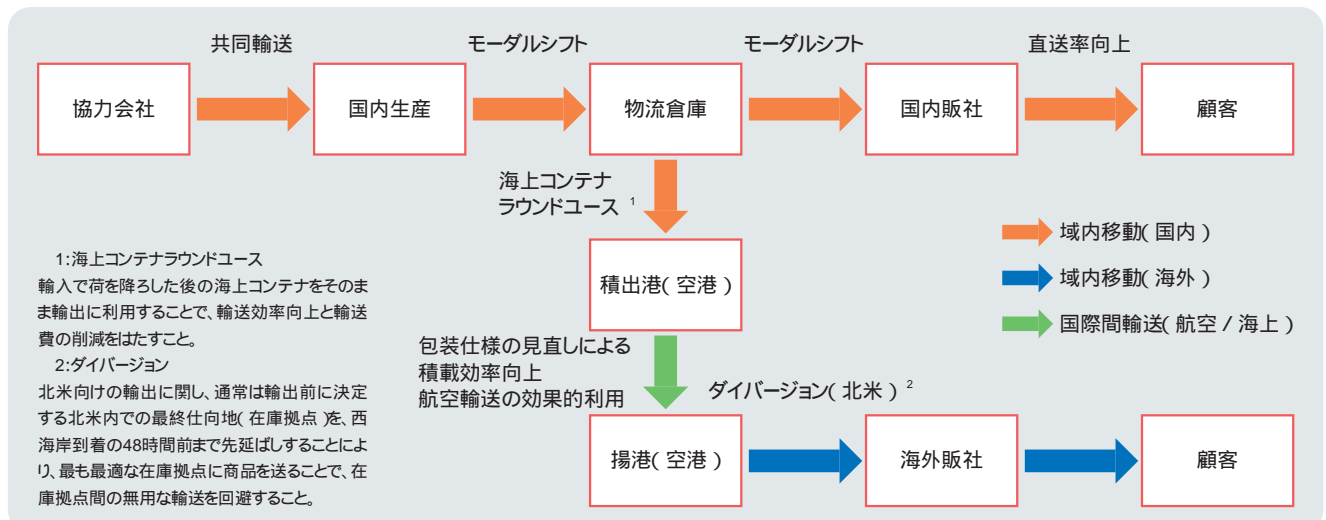 共同輸送
モーダルシフト
モーダルシフト
直送率向上
協力会社
国内生産
物流倉庫
国内販社
顧客
海上コンテナ
ラウンドユース 1
域内移動(国内)
域内移動(海外)
国際間輸送(航空/海上)
積出港(空港)
1:海上コンテナラウンドユース
輸入で荷を降ろした後の海上コンテナをそのま
ま輸出に利用することで、輸送効率向上と輸送
費の削減をはたすこと。
2:ダイバージョン
北米向けの輸出に関し、通常は輸出前に決定
する北米内での最終仕向地(在庫拠点)を、西
海岸到着の48時間前まで先延ばしすることによ
り、最も最適な在庫拠点に商品を送ることで、在
庫拠点間の無用な輸送を回避すること。
包装仕様の見直しによる
積載効率向上
航空輸送の効果的利用
ダイバージョン(北米) 2
揚港(空港)
海外販社
顧客